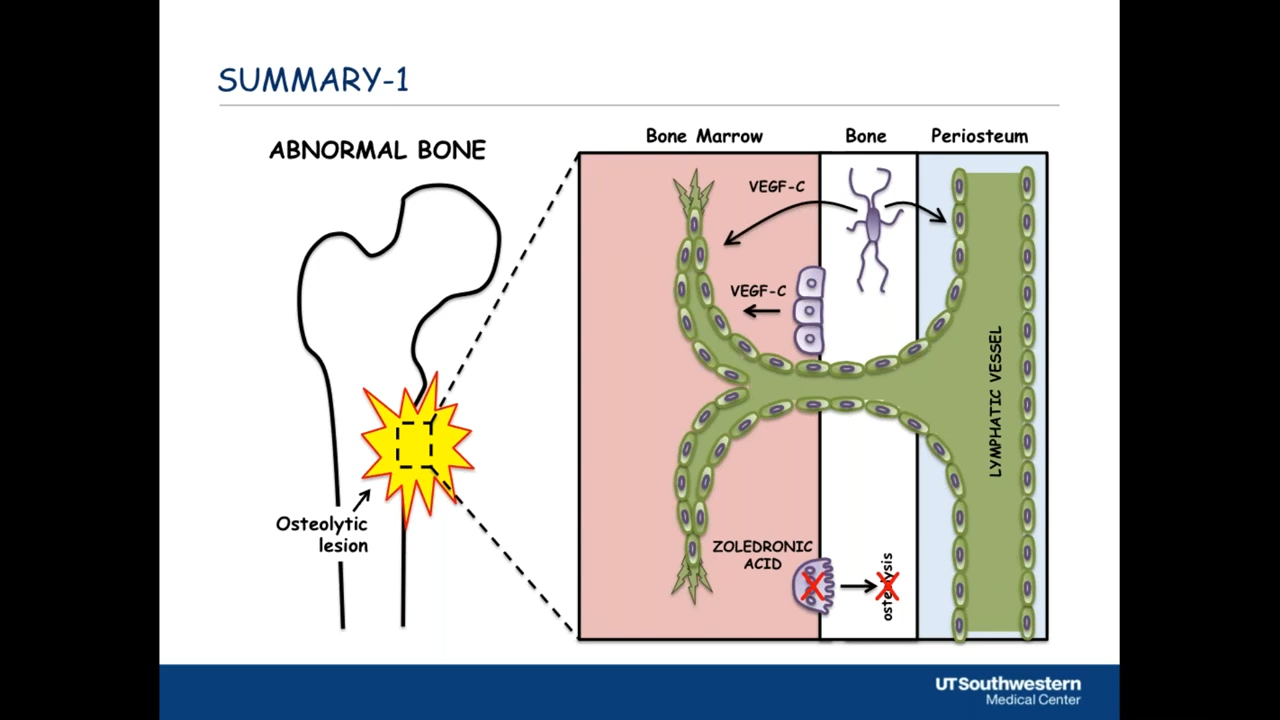 SUMMARY-1
ABNORMAL BONE
Osteolytic
lesion
Bone Marrow
Bone
Periosteum
VEGF-C
VEGF-C
LYMPHATIC VESSEL
ZOLEDRONIC
ACID
osteolysis
UTSouthwestern
Medical Center